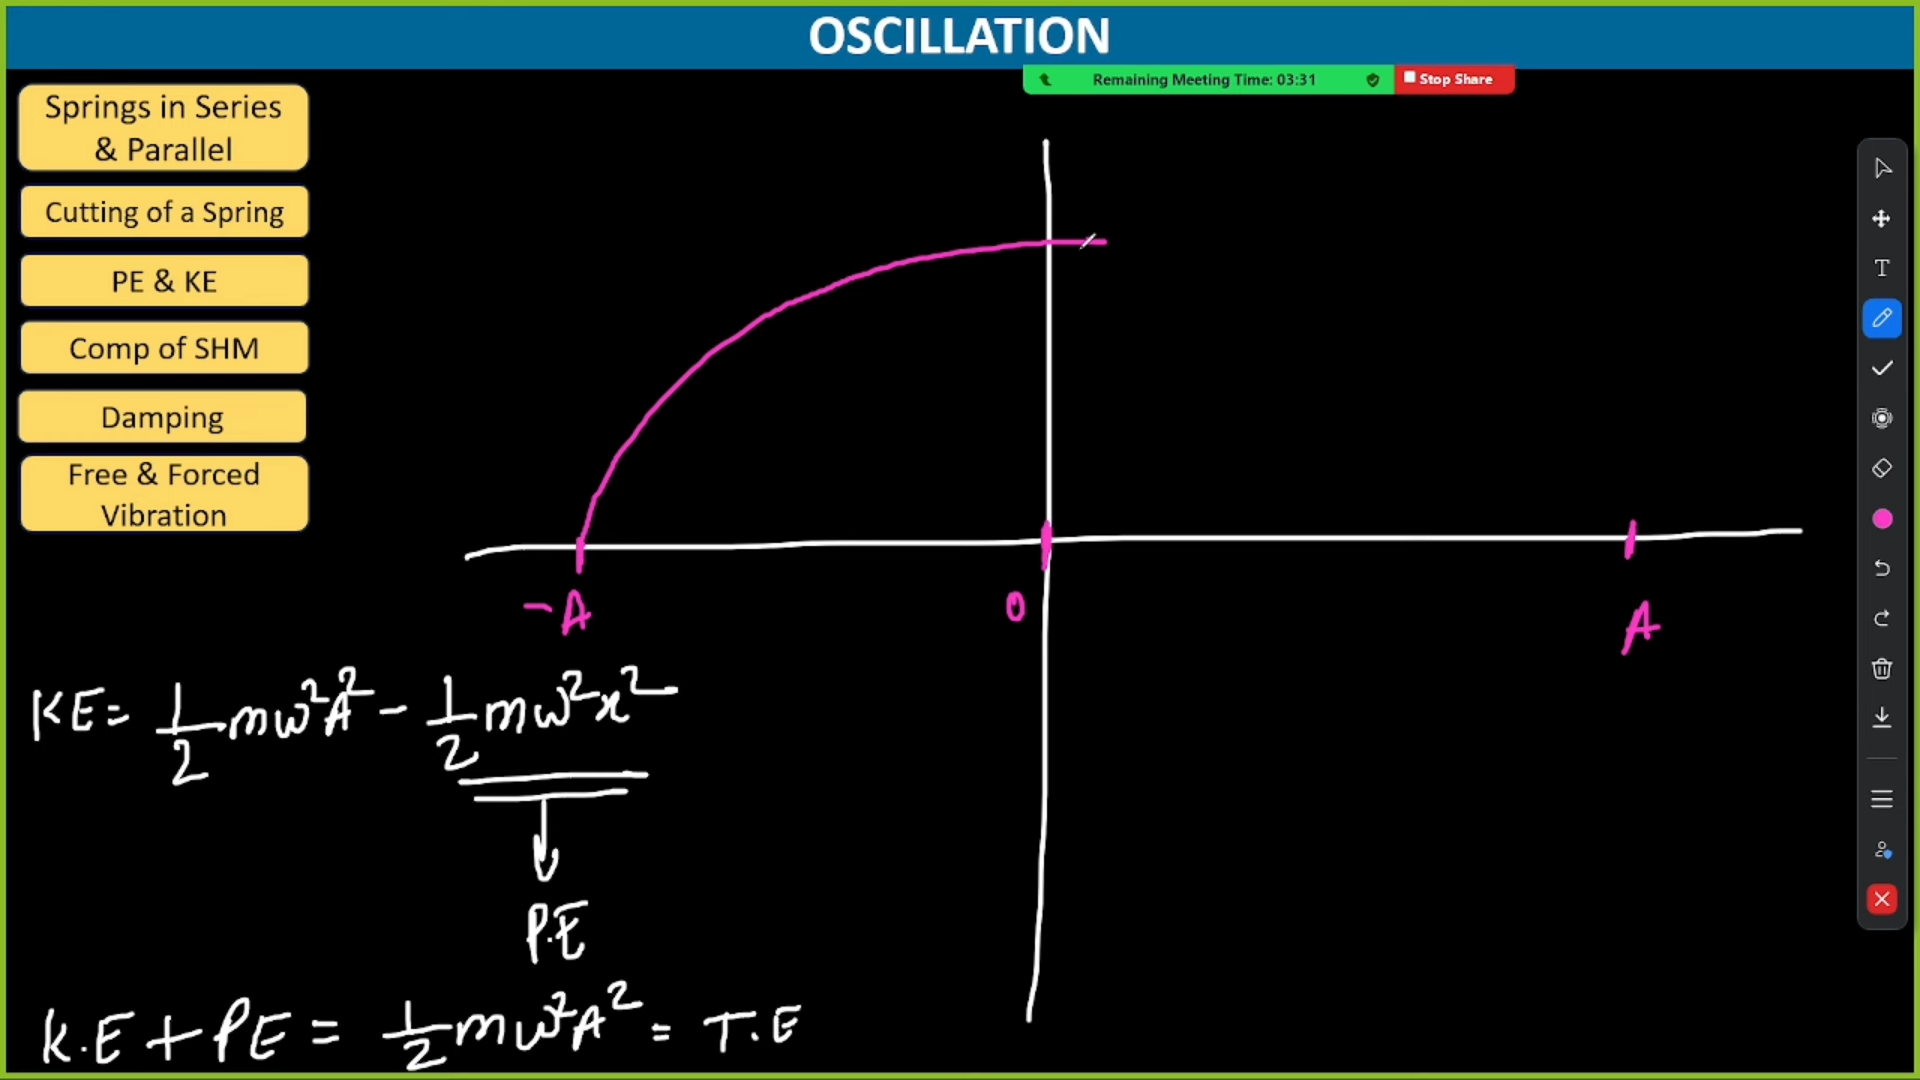 OSCILLATION
Remaining Meeting Time: 03:31
Stop Share
Springs in Series
& Parallel
Cutting of a Spring
PE & KE
Comp of SHM
Damping
Free & Forced
Vibration
T
-A
0
A
KE = 1/2 mω²A² - 1/2 mω²x²
P.E
K.E + PE = 1/2 mω²A² = T.E